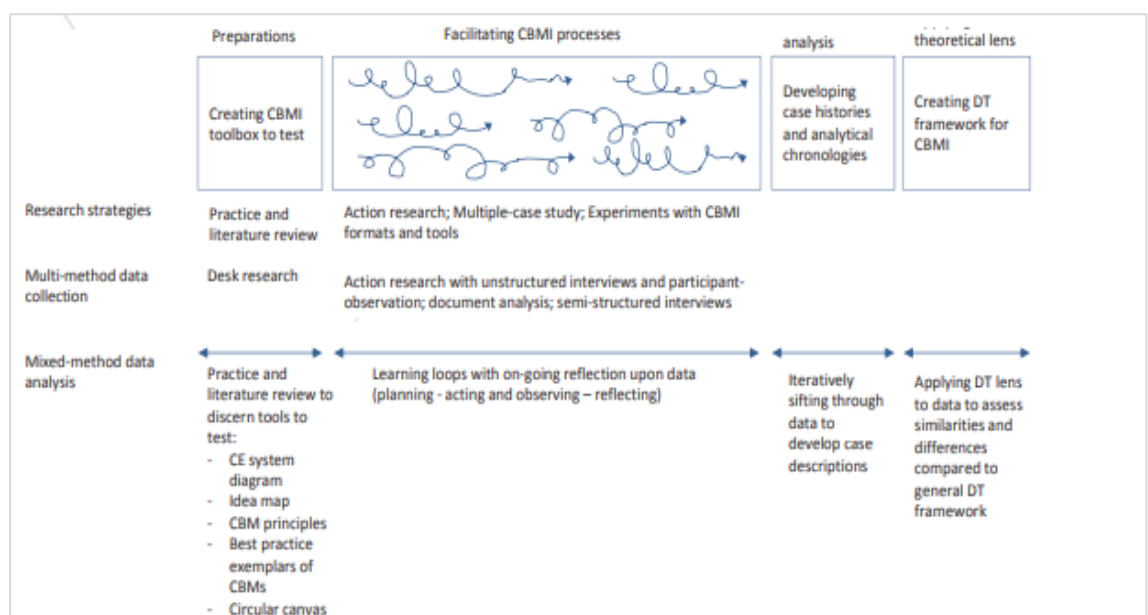 Preparations
Facilitating CBMI processes
analysis
theoretical lens
Creating CBMI
toolbox to test
Developing
case histories
and analytical
chronologies
Creating DT
framework for
CBMI
Research strategies
Practice and
literature review
Action research; Multiple-case study; Experiments with CBMI
formats and tools
Multi-method data
collection
Desk research
Action research with unstructured interviews and participant-
observation; document analysis; semi-structured interviews
Mixed-method data
analysis
Practice and
literature review to
discern tools to
test:
- CE system
diagram
- Idea map
- CBM principles
- Best practice
exemplars of
CBMs
- Circular canvas
Learning loops with on-going reflection upon data
(planning - acting and observing – reflecting)
Iteratively
sifting through
data to
develop case
descriptions
Applying DT lens
to data to assess
similarities and
differences
compared to
general DT
framework